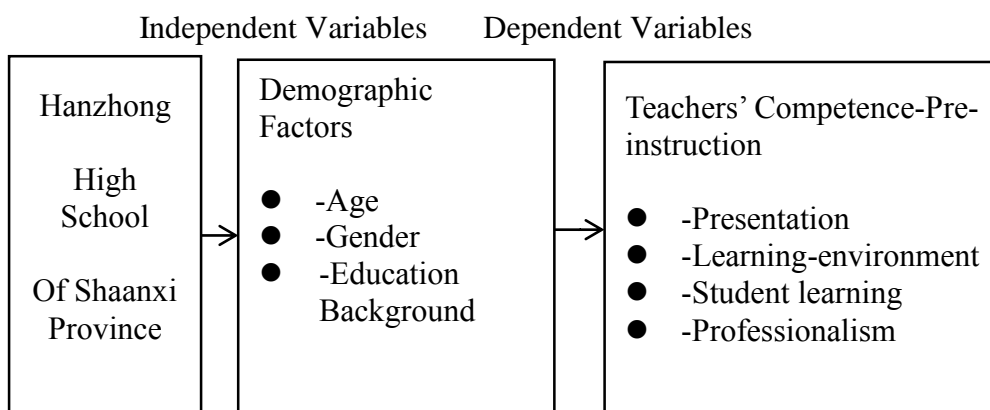 Independent Variables Dependent Variables
Hanzhong
High
School
Of Shaanxi
Province
Demographic
Factors
● -Age
● -Gender
● -Education
Background
Teachers’ Competence-Pre-
instruction
● -Presentation
● -Learning-environment
● -Student learning
● -Professionalism